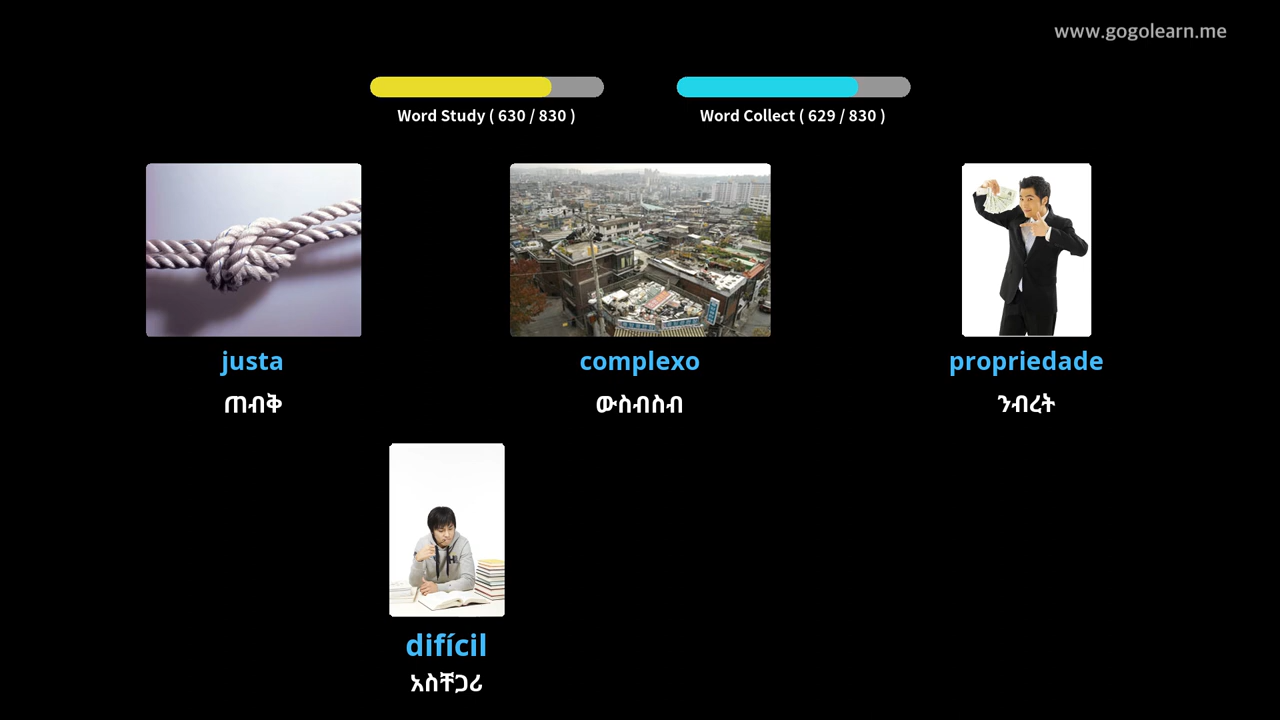 www.gogolearn.me
Word Study ( 630 / 830 )
Word Collect ( 629 / 830 )
justa
ጠብቅ
complexo
ውስብስብ
propriedade
ንብረት
difícil
አስቸጋሪ